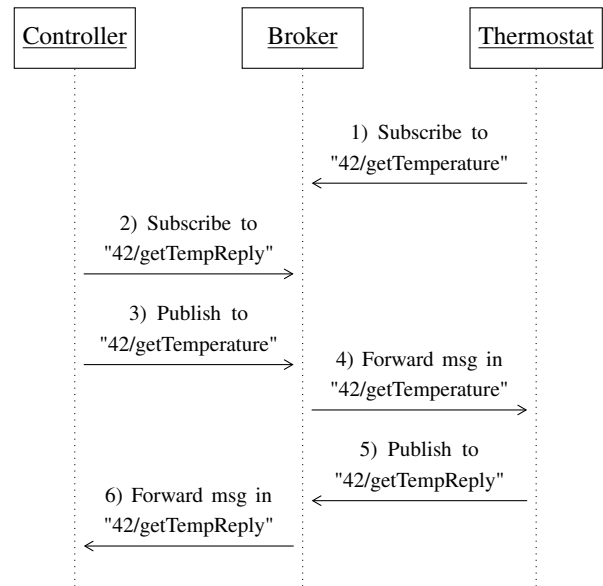 Controller
Broker
Thermostat
1) Subscribe to
"42/getTemperature"
2) Subscribe to
"42/getTempReply"
3) Publish to
"42/getTemperature"
4) Forward msg in
"42/getTemperature"
5) Publish to
"42/getTempReply"
6) Forward msg in
"42/getTempReply"